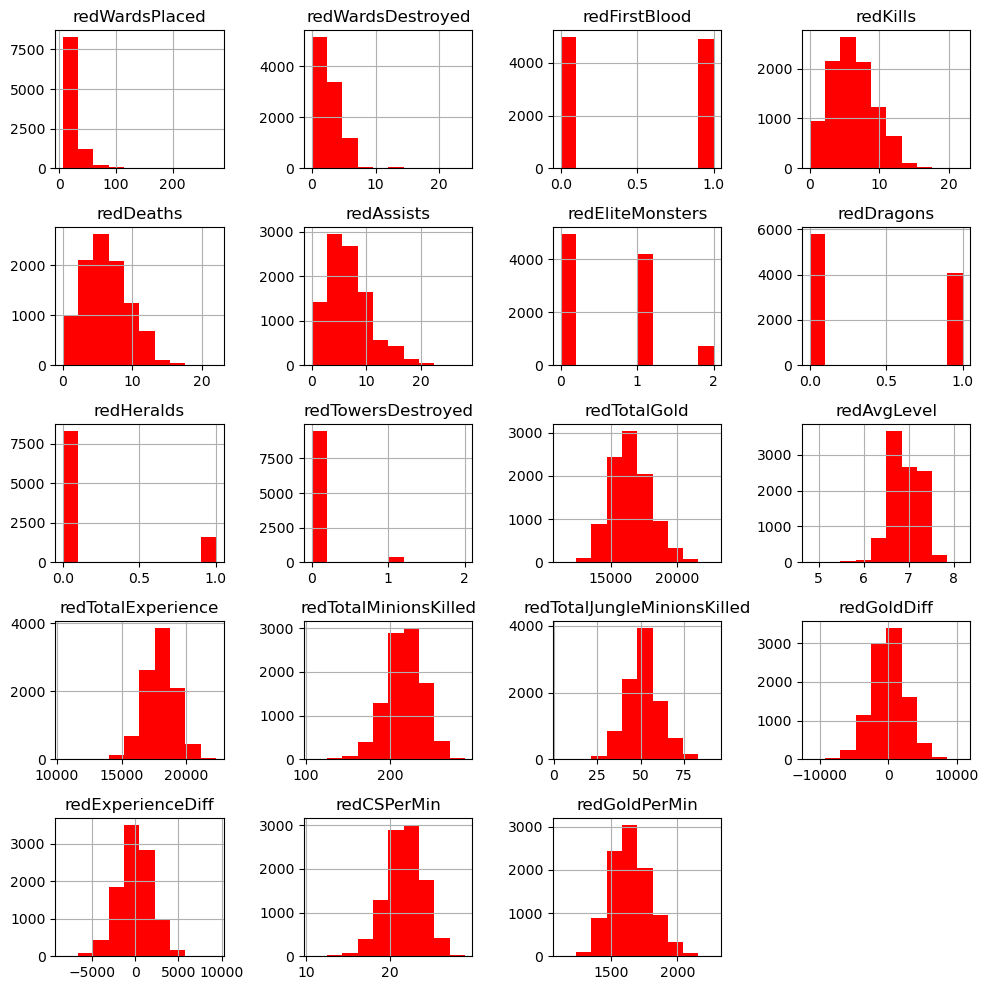 redWardsPlaced
7500
5000
2500
0
0 100 200
redWardsDestroyed
4000
2000
0
0 10 20
redFirstBlood
4000
2000
0
0.0 0.5 1.0
redKills
2000
1000
0
0 10 20
redDeaths
2000
1000
0
0 10 20
redAssists
3000
2000
1000
0
0 10 20
redEliteMonsters
4000
2000
0
0 1 2
redDragons
6000
4000
2000
0
0.0 0.5 1.0
redHeralds
7500
5000
2500
0
0.0 0.5 1.0
redTowersDestroyed
7500
5000
2500
0
0 1 2
redTotalGold
3000
2000
1000
0
15000 20000
redAvgLevel
3000
2000
1000
0
5 6 7 8
redTotalExperience
4000
2000
0
10000 15000 20000
redTotalMinionsKilled
3000
2000
1000
0
100 200
redTotalJungleMinionsKilled
4000
2000
0
0 25 50 75
redGoldDiff
3000
2000
1000
0
−10000 0 10000
redExperienceDiff
3000
2000
1000
0
−5000 0 5000 10000
redCSPerMin
3000
2000
1000
0
10 20
redGoldPerMin
3000
2000
1000
0
1500 2000